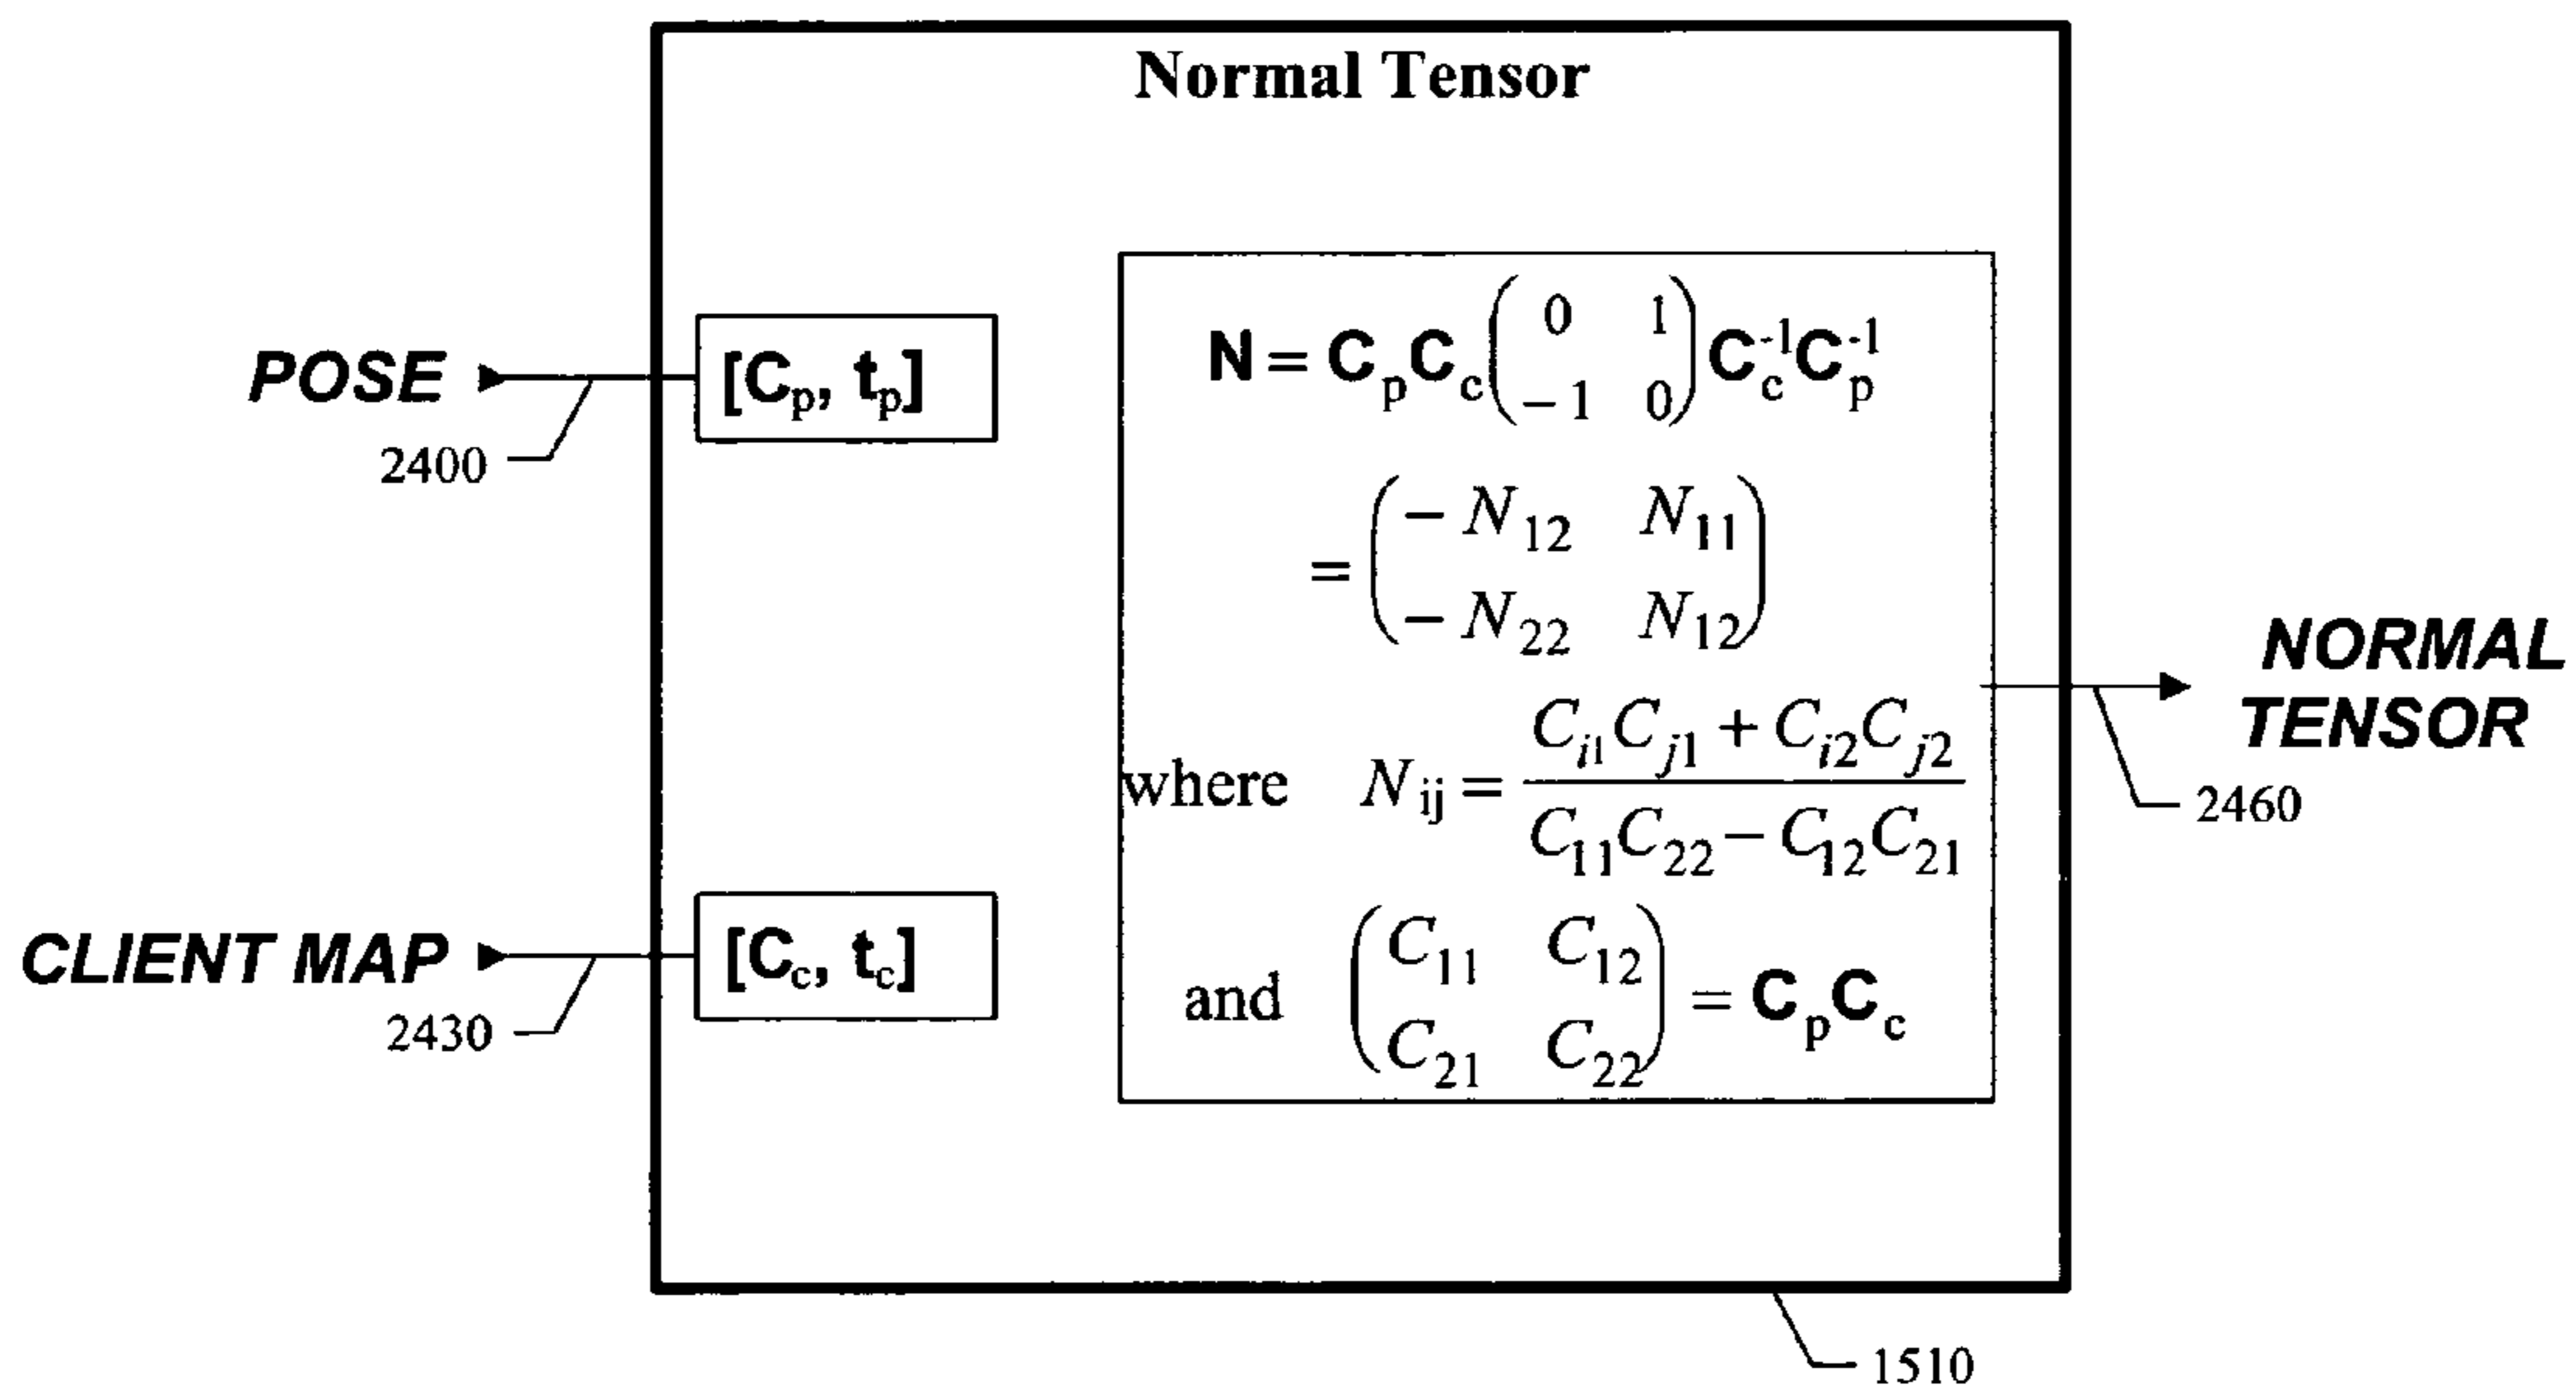 Normal Tensor
POSE
2400
[Cp, tp]
CLIENT MAP
2430
[Cc, tc]
N = CpCc ( 0 1 ; −1 0 ) Cc⁻¹Cp⁻¹
= ( −N12 N11 ; −N22 N12 )
where Nij = (Ci1Cj1 + Ci2Cj2) / (C11C22 − C12C21)
and ( C11 C12 ; C21 C22 ) = CpCc
NORMAL
TENSOR
2460
1510